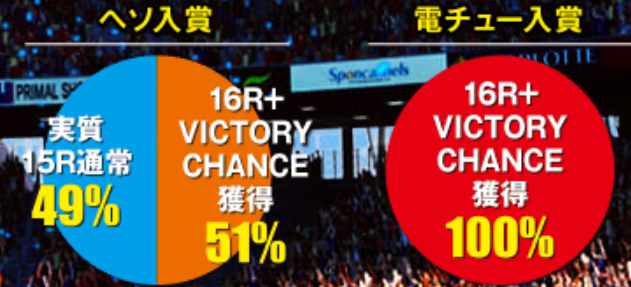 ヘソ入賞
電チュー入賞
PRIMAL
実質
15R通常
49%
16R+
VICTORY
CHANCE
獲得
51%
16R+
VICTORY
CHANCE
獲得
100%